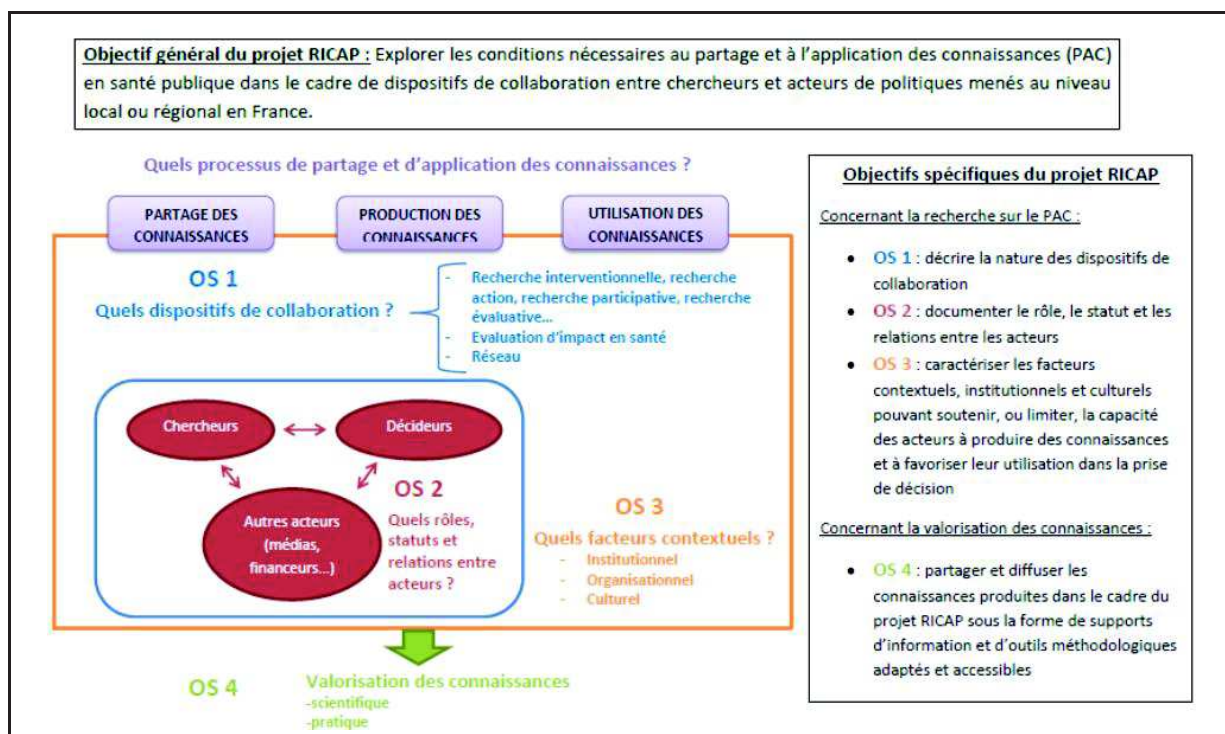 Objectif général du projet RICAP : Explorer les conditions nécessaires au partage et à l'application des connaissances (PAC)
en santé publique dans le cadre de dispositifs de collaboration entre chercheurs et acteurs de politiques menés au niveau
local ou régional en France.
Quels processus de partage et d'application des connaissances ?
PARTAGE DES
CONNAISSANCES
PRODUCTION DES
CONNAISSANCES
UTILISATION DES
CONNAISSANCES
OS 1
Quels dispositifs de collaboration ?
- Recherche interventionnelle, recherche
action, recherche participative, recherche
évaluative...
- Evaluation d'impact en santé
- Réseau
Chercheurs
Décideurs
Autres acteurs
(médias,
financeurs...)
OS 2
Quels rôles,
statuts et
relations entre
acteurs ?
OS 3
Quels facteurs contextuels ?
- Institutionnel
- Organisationnel
- Culturel
OS 4
Valorisation des connaissances
-scientifique
-pratique
Objectifs spécifiques du projet RICAP
Concernant la recherche sur le PAC :
• OS 1 : décrire la nature des dispositifs de
collaboration
• OS 2 : documenter le rôle, le statut et les
relations entre les acteurs
• OS 3 : caractériser les facteurs
contextuels, institutionnels et culturels
pouvant soutenir, ou limiter, la capacité
des acteurs à produire des connaissances
et à favoriser leur utilisation dans la prise
de décision
Concernant la valorisation des connaissances :
• OS 4 : partager et diffuser les
connaissances produites dans le cadre du
projet RICAP sous la forme de supports
d'information et d'outils méthodologiques
adaptés et accessibles